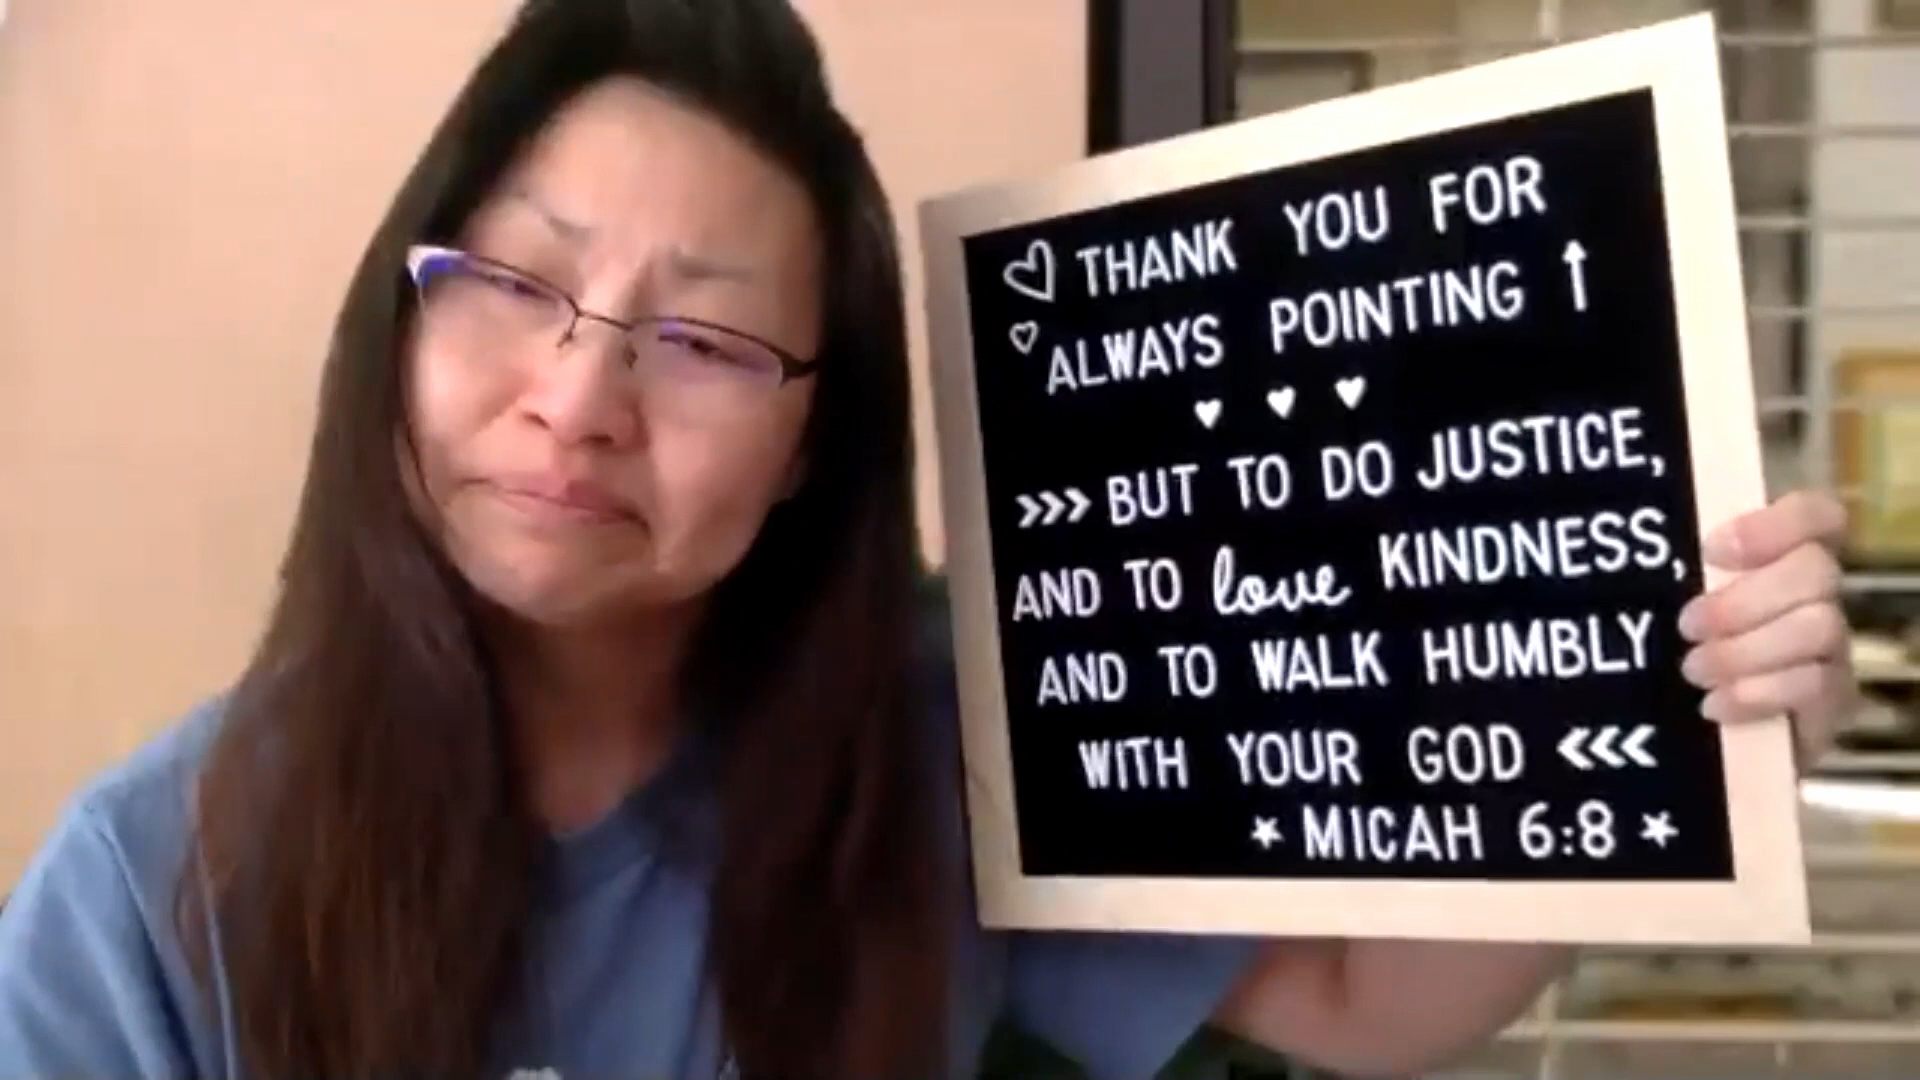 ♡ THANK YOU FOR
♡ ALWAYS POINTING ↑
♥ ♥ ♥
>>> BUT TO DO JUSTICE,
AND TO love KINDNESS,
AND TO WALK HUMBLY
WITH YOUR GOD <<<
★ MICAH 6:8 ★